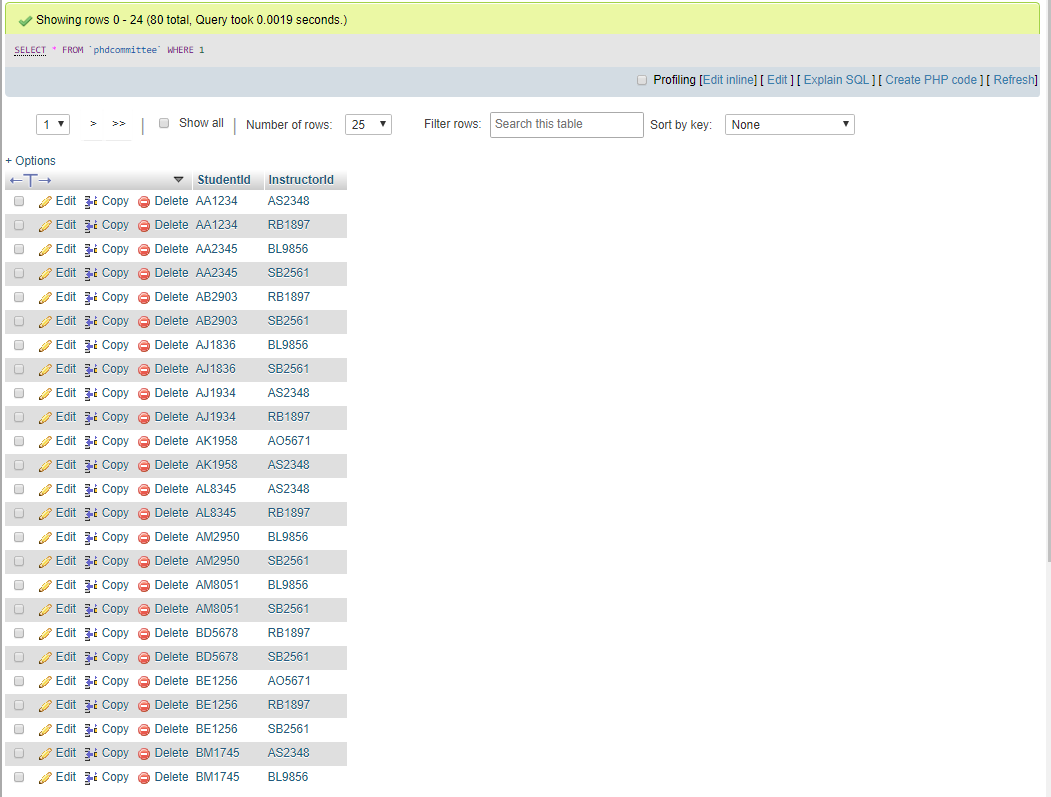 Showing rows 0 - 24 (80 total, Query took 0.0019 seconds.)
SELECT * FROM `phdcommittee` WHERE 1
Profiling [Edit inline] [ Edit ] [ Explain SQL ] [ Create PHP code ] [ Refresh]
1 > >> | Show all | Number of rows: 25 Filter rows: Search this table Sort by key: None
+ Options
←T→ StudentId InstructorId
Edit Copy Delete AA1234 AS2348
Edit Copy Delete AA1234 RB1897
Edit Copy Delete AA2345 BL9856
Edit Copy Delete AA2345 SB2561
Edit Copy Delete AB2903 RB1897
Edit Copy Delete AB2903 SB2561
Edit Copy Delete AJ1836 BL9856
Edit Copy Delete AJ1836 SB2561
Edit Copy Delete AJ1934 AS2348
Edit Copy Delete AJ1934 RB1897
Edit Copy Delete AK1958 AO5671
Edit Copy Delete AK1958 AS2348
Edit Copy Delete AL8345 AS2348
Edit Copy Delete AL8345 RB1897
Edit Copy Delete AM2950 BL9856
Edit Copy Delete AM2950 SB2561
Edit Copy Delete AM8051 BL9856
Edit Copy Delete AM8051 SB2561
Edit Copy Delete BD5678 RB1897
Edit Copy Delete BD5678 SB2561
Edit Copy Delete BE1256 AO5671
Edit Copy Delete BE1256 RB1897
Edit Copy Delete BE1256 SB2561
Edit Copy Delete BM1745 AS2348
Edit Copy Delete BM1745 BL9856